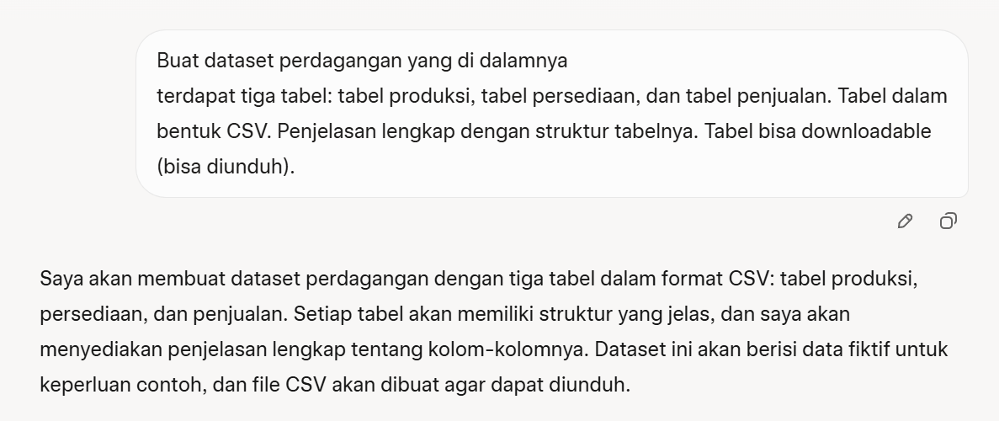 Buat dataset perdagangan yang di dalamnya
terdapat tiga tabel: tabel produksi, tabel persediaan, dan tabel penjualan. Tabel dalam
bentuk CSV. Penjelasan lengkap dengan struktur tabelnya. Tabel bisa downloadable
(bisa diunduh).
Saya akan membuat dataset perdagangan dengan tiga tabel dalam format CSV: tabel produksi,
persediaan, dan penjualan. Setiap tabel akan memiliki struktur yang jelas, dan saya akan
menyediakan penjelasan lengkap tentang kolom-kolomnya. Dataset ini akan berisi data fiktif untuk
keperluan contoh, dan file CSV akan dibuat agar dapat diunduh.